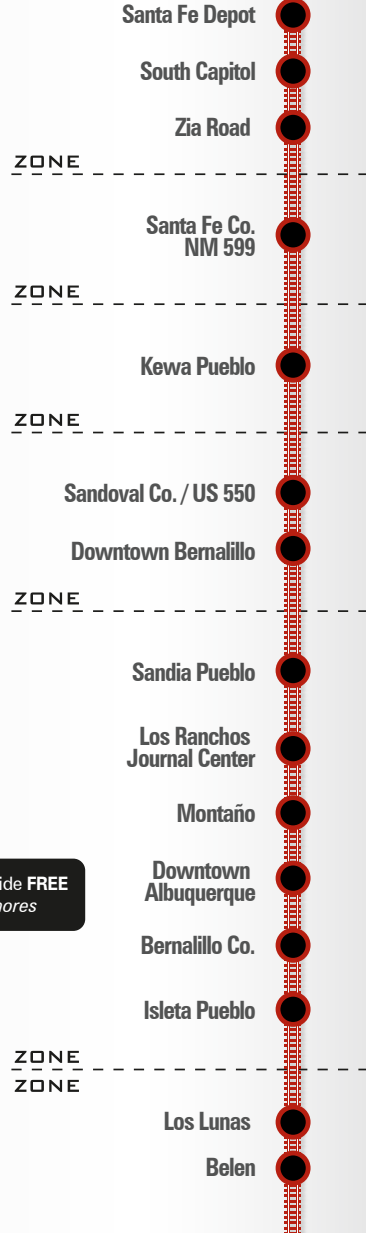 Santa Fe Depot
South Capitol
Zia Road
ZONE
Santa Fe Co.
NM 599
ZONE
Kewa Pueblo
ZONE
Sandoval Co. / US 550
Downtown Bernalillo
ZONE
Sandia Pueblo
Los Ranchos
Journal Center
Montaño
FREE
Downtown
Albuquerque
Bernalillo Co.
Isleta Pueblo
ZONE
ZONE
Los Lunas
Belen